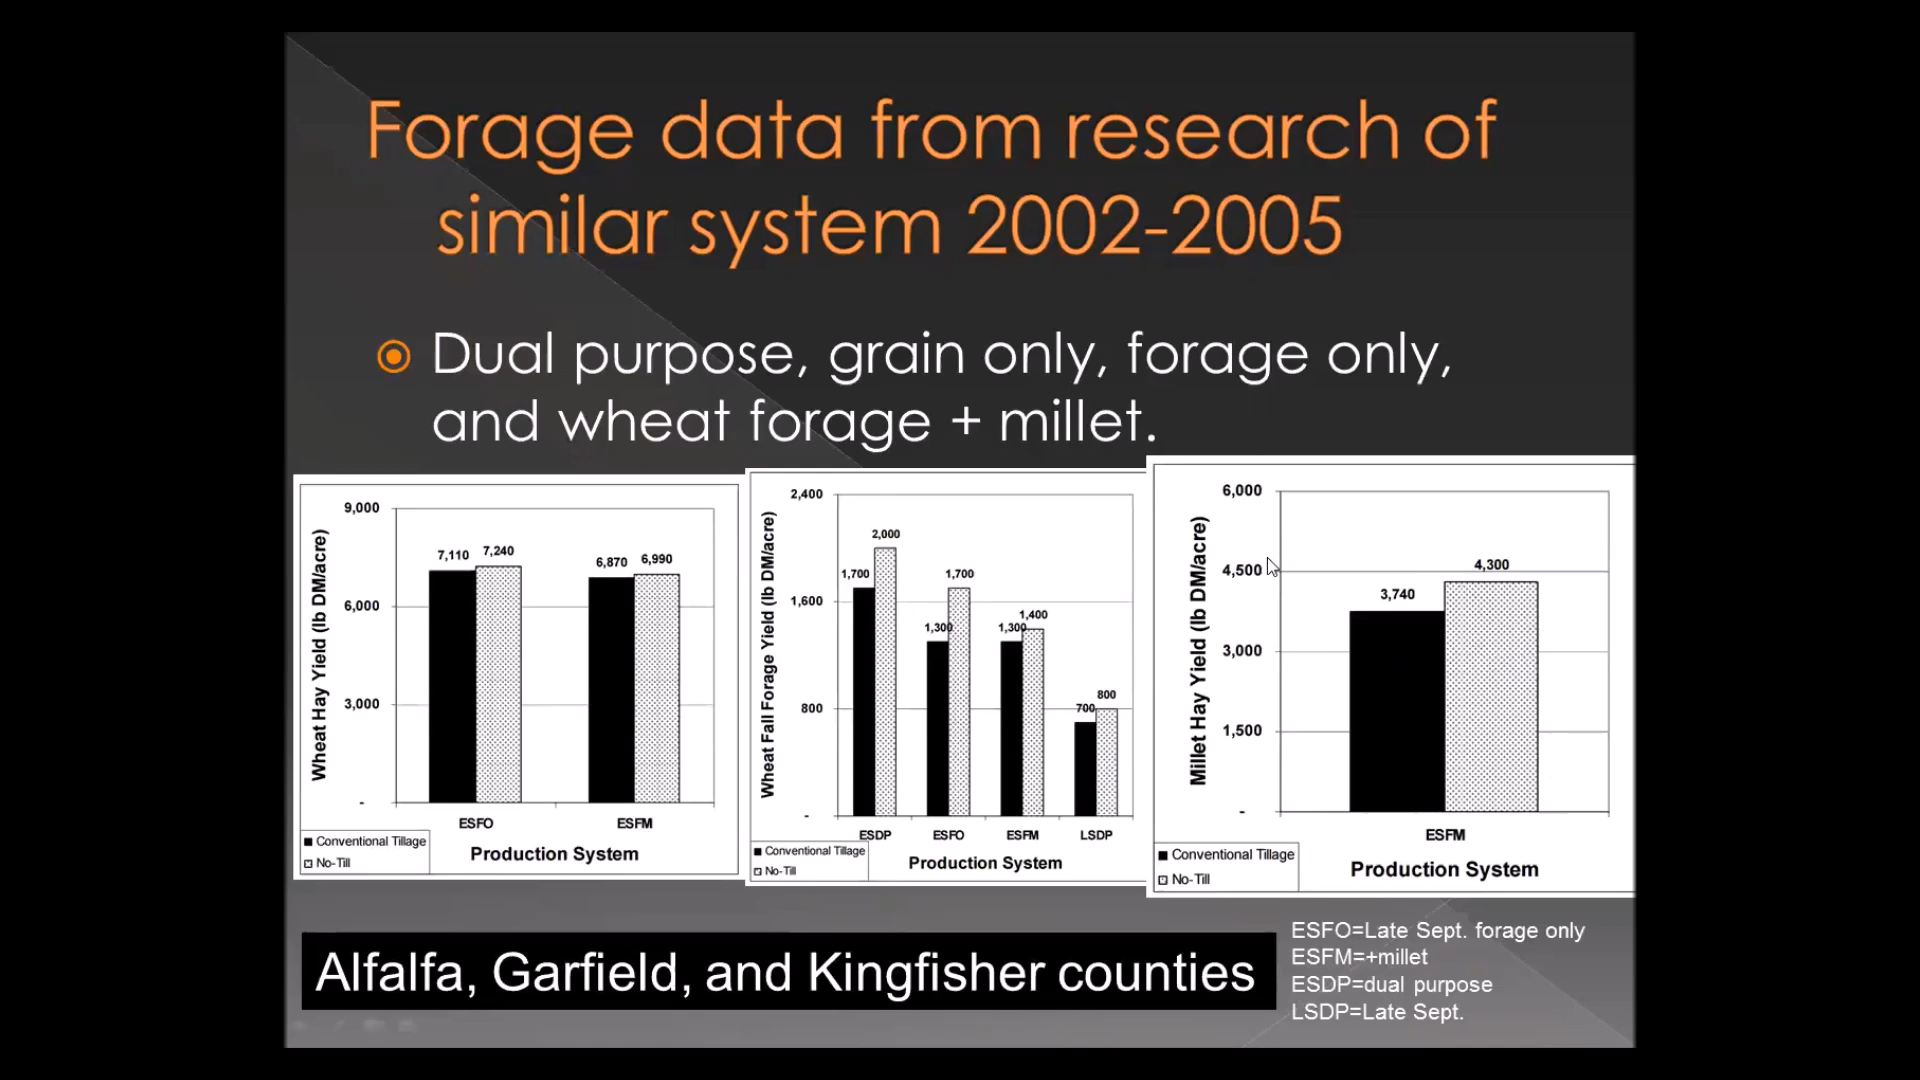 Forage data from research of
similar system 2002-2005
Dual purpose, grain only, forage only,
and wheat forage + millet.
Wheat Hay Yield (lb DM/acre)
9,000
6,000
3,000
-
7,110
7,240
6,870
6,990
ESFO
ESFM
Production System
Conventional Tillage
No-Till
Wheat Fall Forage Yield (lb DM/acre)
2,400
1,600
800
-
1,700
2,000
1,300
1,700
1,300
1,400
700
800
ESDP
ESFO
ESFM
LSDP
Production System
Conventional Tillage
No-Till
Millet Hay Yield (lb DM/acre)
6,000
4,500
3,000
1,500
-
3,740
4,300
ESFM
Production System
Conventional Tillage
No-Till
Alfalfa, Garfield, and Kingfisher counties
ESFO=Late Sept. forage only
ESFM=+millet
ESDP=dual purpose
LSDP=Late Sept.